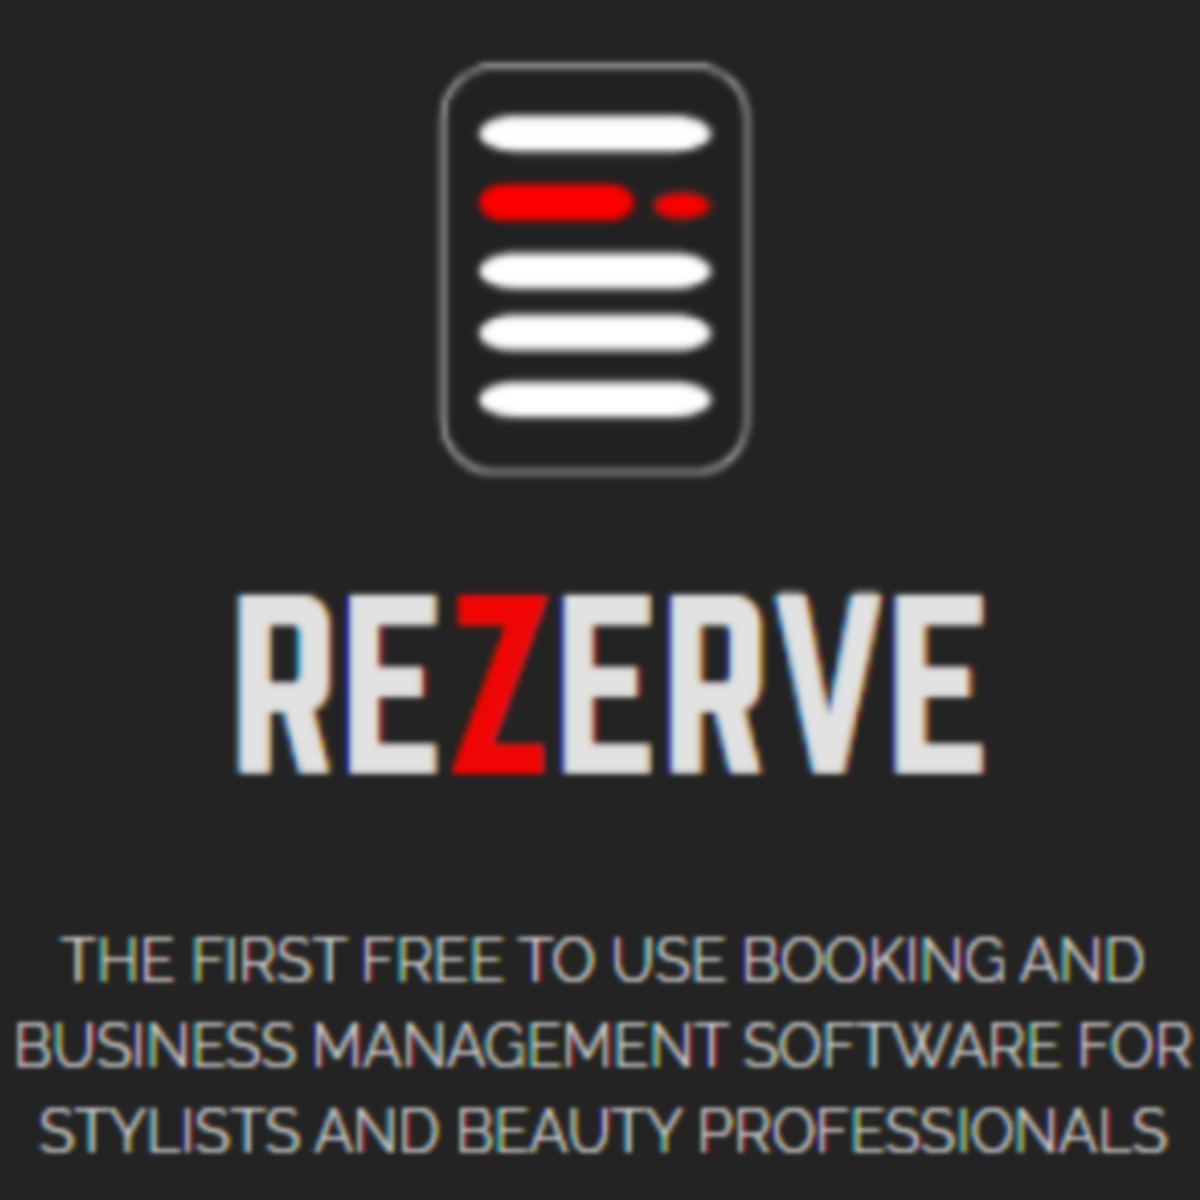 REZERVE
THE FIRST FREE TO USE BOOKING AND
BUSINESS MANAGEMENT SOFTWARE FOR
STYLISTS AND BEAUTY PROFESSIONALS